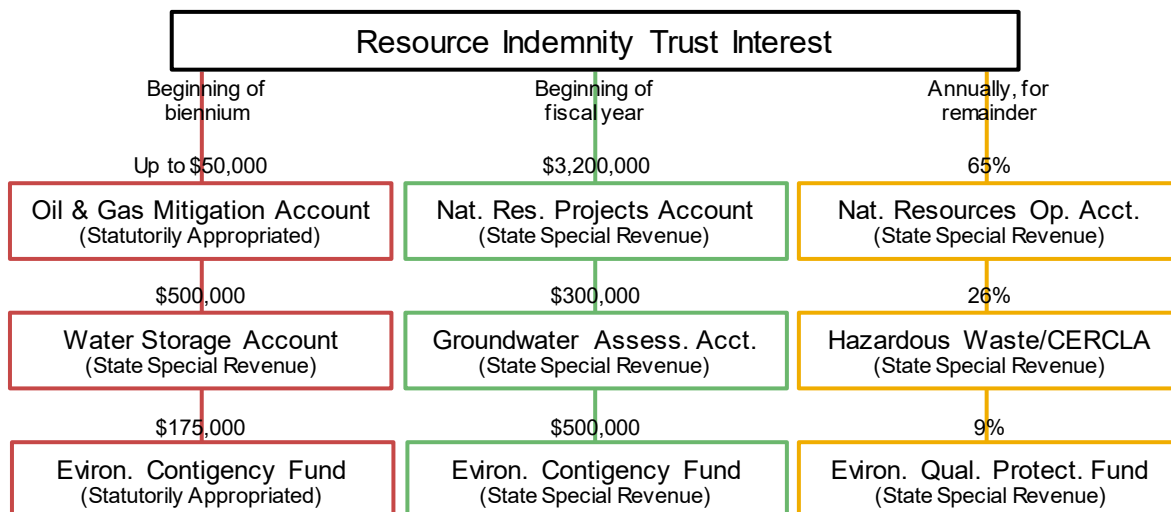 Resource Indemnity Trust Interest
Beginning of
biennium
Beginning of
fiscal year
Annually, for
remainder
Up to $50,000
$3,200,000
65%
Oil & Gas Mitigation Account
(Statutorily Appropriated)
Nat. Res. Projects Account
(State Special Revenue)
Nat. Resources Op. Acct.
(State Special Revenue)
$500,000
$300,000
26%
Water Storage Account
(State Special Revenue)
Groundwater Assess. Acct.
(State Special Revenue)
Hazardous Waste/CERCLA
(State Special Revenue)
$175,000
$500,000
9%
Eviron. Contigency Fund
(Statutorily Appropriated)
Eviron. Contigency Fund
(State Special Revenue)
Eviron. Qual. Protect. Fund
(State Special Revenue)